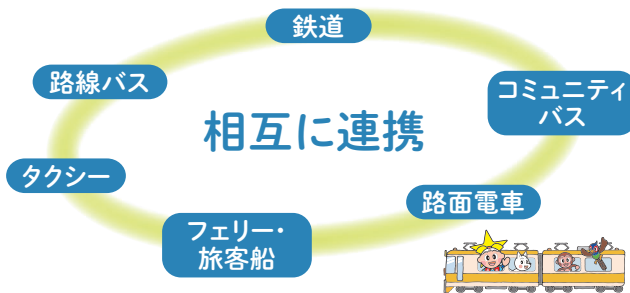 鉄道
路線バス
コミュニティ
バス
相互に連携
タクシー
路面電車
フェリー・
旅客船